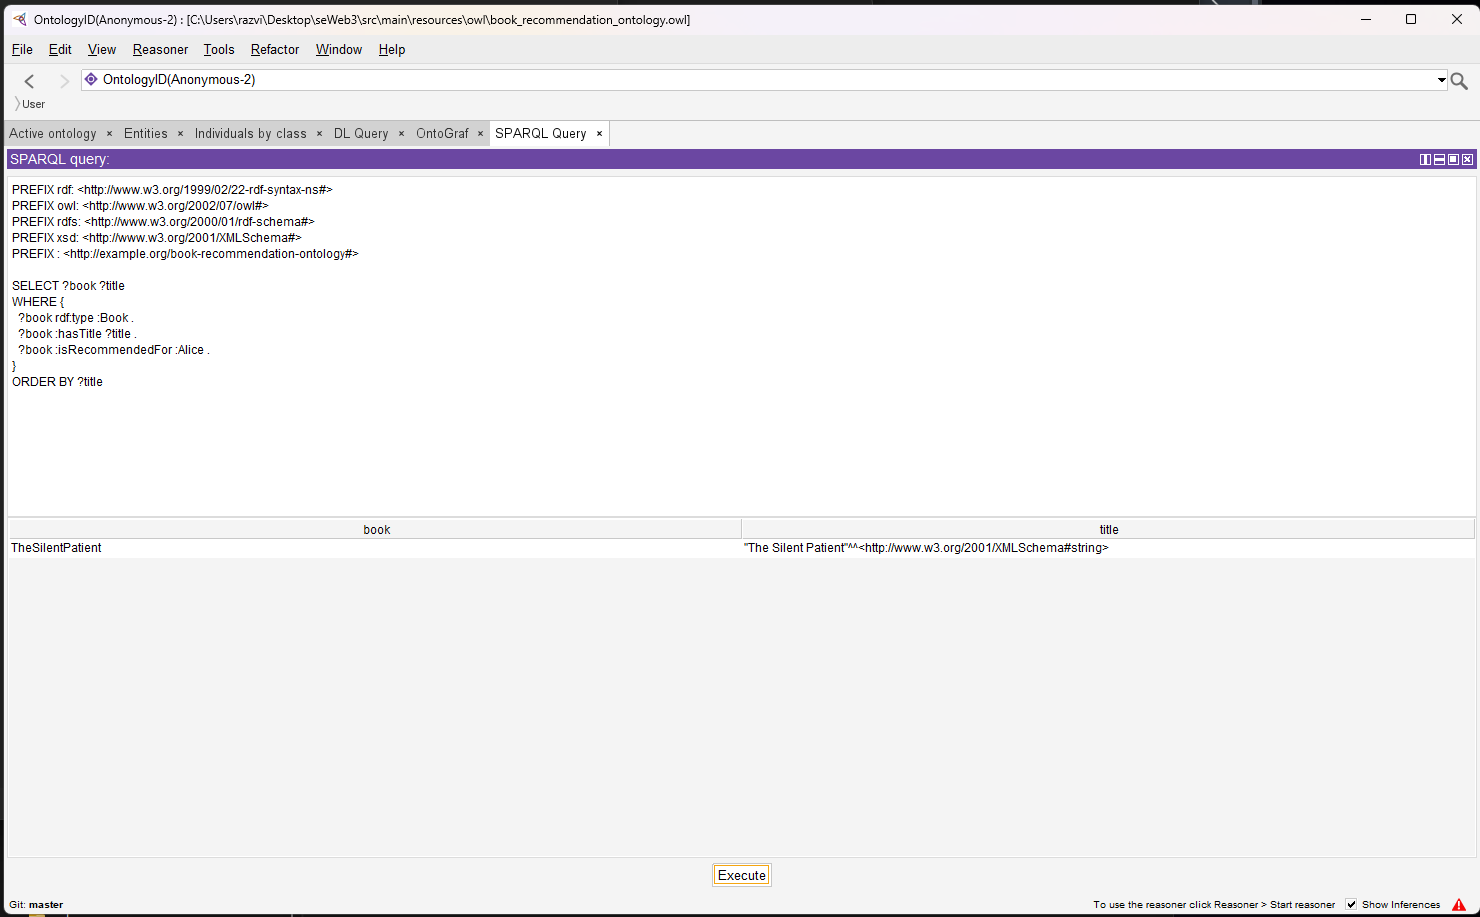 OntologyID(Anonymous-2) : [C:\Users\razvi\Desktop\seWeb3\src\main\resources\owl\book_recommendation_ontology.owl]
File Edit View Reasoner Tools Refactor Window Help
OntologyID(Anonymous-2)
User
Active ontology × Entities × Individuals by class × DL Query × OntoGraf × SPARQL Query ×
SPARQL query:
PREFIX rdf: <http://www.w3.org/1999/02/22-rdf-syntax-ns#>
PREFIX owl: <http://www.w3.org/2002/07/owl#>
PREFIX rdfs: <http://www.w3.org/2000/01/rdf-schema#>
PREFIX xsd: <http://www.w3.org/2001/XMLSchema#>
PREFIX : <http://example.org/book-recommendation-ontology#>
SELECT ?book ?title
WHERE {
?book rdf:type :Book .
?book :hasTitle ?title .
?book :isRecommendedFor :Alice .
}
ORDER BY ?title
book title
TheSilentPatient "The Silent Patient"^^<http://www.w3.org/2001/XMLSchema#string>
Execute
Git: master To use the reasoner click Reasoner > Start reasoner Show Inferences